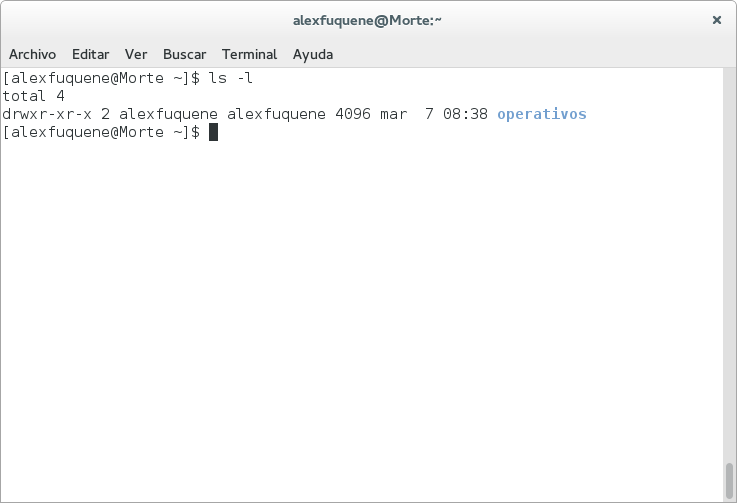 alexfuquene@Morte:~
Archivo Editar Ver Buscar Terminal Ayuda
[alexfuquene@Morte ~]$ ls -l
total 4
drwxr-xr-x 2 alexfuquene alexfuquene 4096 mar  7 08:38 operativos
[alexfuquene@Morte ~]$